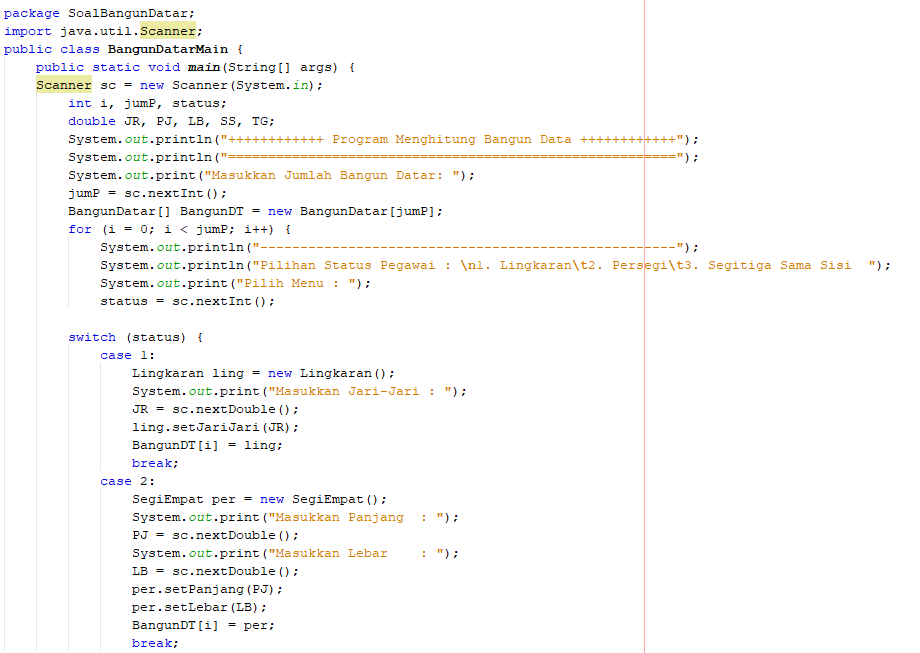 package SoalBangunDatar;
import java.util.Scanner;
public class BangunDatarMain {
    public static void main(String[] args) {
    Scanner sc = new Scanner(System.in);
        int i, jumP, status;
        double JR, PJ, LB, SS, TG;
        System.out.println("++++++++++++ Program Menghitung Bangun Data ++++++++++++");
        System.out.println("========================================================");
        System.out.print("Masukkan Jumlah Bangun Datar: ");
        jumP = sc.nextInt();
        BangunDatar[] BangunDT = new BangunDatar[jumP];
        for (i = 0; i < jumP; i++) {
            System.out.println("----------------------------------------------------");
            System.out.println("Pilihan Status Pegawai : \n1. Lingkaran\t2. Persegi\t3. Segitiga Sama Sisi  ");
            System.out.print("Pilih Menu : ");
            status = sc.nextInt();
        switch (status) {
            case 1:
                Lingkaran ling = new Lingkaran();
                System.out.print("Masukkan Jari-Jari : ");
                JR = sc.nextDouble();
                ling.setJariJari(JR);
                BangunDT[i] = ling;
                break;
            case 2:
                SegiEmpat per = new SegiEmpat();
                System.out.print("Masukkan Panjang  : ");
                PJ = sc.nextDouble();
                System.out.print("Masukkan Lebar    : ");
                LB = sc.nextDouble();
                per.setPanjang(PJ);
                per.setLebar(LB);
                BangunDT[i] = per;
                break;